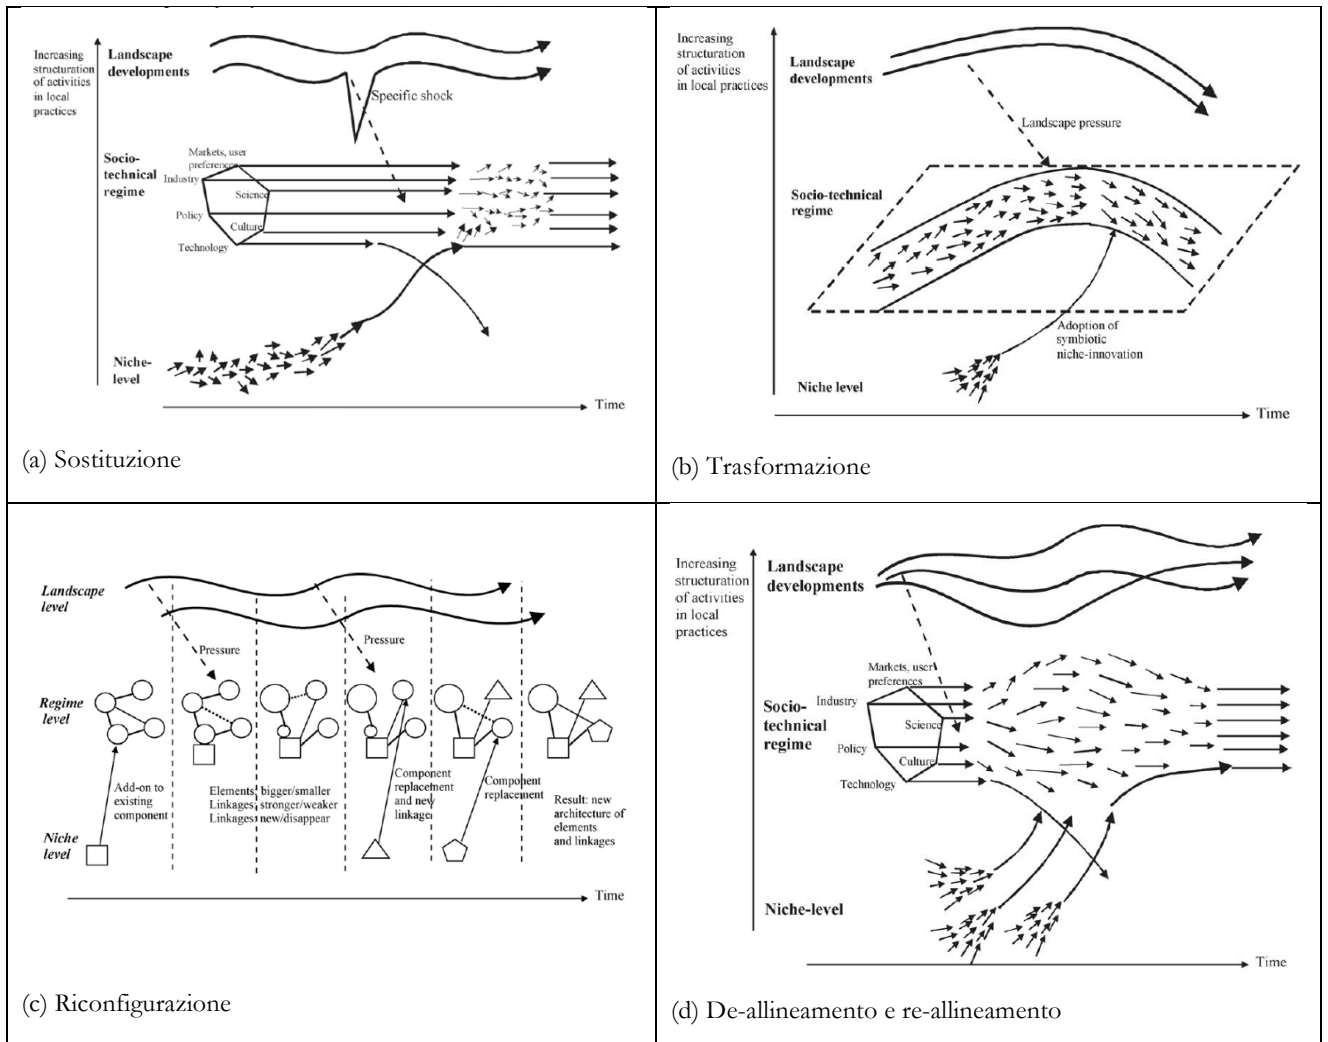 Increasing
structuration
of activities
in local
practices
Landscape
developments
Specific shock
Socio-
technical
regime
Markets, user
preferences
Industry
Science
Policy
Culture
Technology
Niche-
level
Time
(a) Sostituzione
Increasing
structuration
of activities
in local practices
Landscape
developments
Landscape pressure
Socio-technical
regime
Adoption of
symbiotic
niche-innovation
Niche level
Time
(b) Trasformazione
Landscape
level
Pressure
Pressure
Regime
level
Add-on to
existing
component
Elements: bigger/smaller
Linkages: stronger/weaker
Linkages: new/disappear
Component
replacement
and new
linkage
Component
replacement
Result: new
architecture of
elements
and linkages
Niche
level
Time
(c) Riconfigurazione
Increasing
structuration
of activities
in local
practices
Landscape
developments
Markets, user
preferences
Industry
Socio-
technical
regime
Science
Policy
Culture
Technology
Niche-level
Time
(d) De-allineamento e re-allineamento